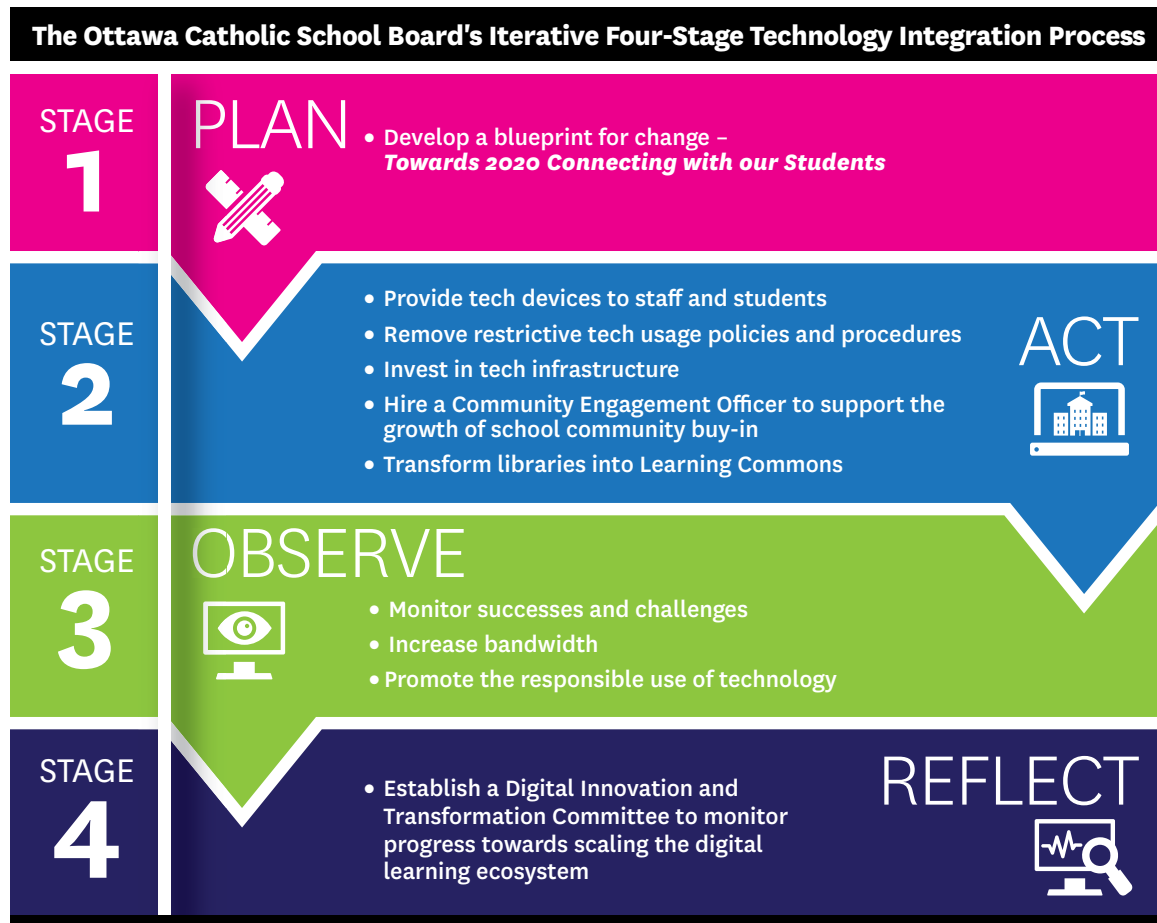 The Ottawa Catholic School Board's Iterative Four-Stage Technology Integration Process
STAGE
1
PLAN
• Develop a blueprint for change –
Towards 2020 Connecting with our Students
STAGE
2
• Provide tech devices to staff and students
• Remove restrictive tech usage policies and procedures
• Invest in tech infrastructure
• Hire a Community Engagement Officer to support the
growth of school community buy-in
• Transform libraries into Learning Commons
ACT
STAGE
3
OBSERVE
• Monitor successes and challenges
• Increase bandwidth
• Promote the responsible use of technology
STAGE
4
• Establish a Digital Innovation and
Transformation Committee to monitor
progress towards scaling the digital
learning ecosystem
REFLECT